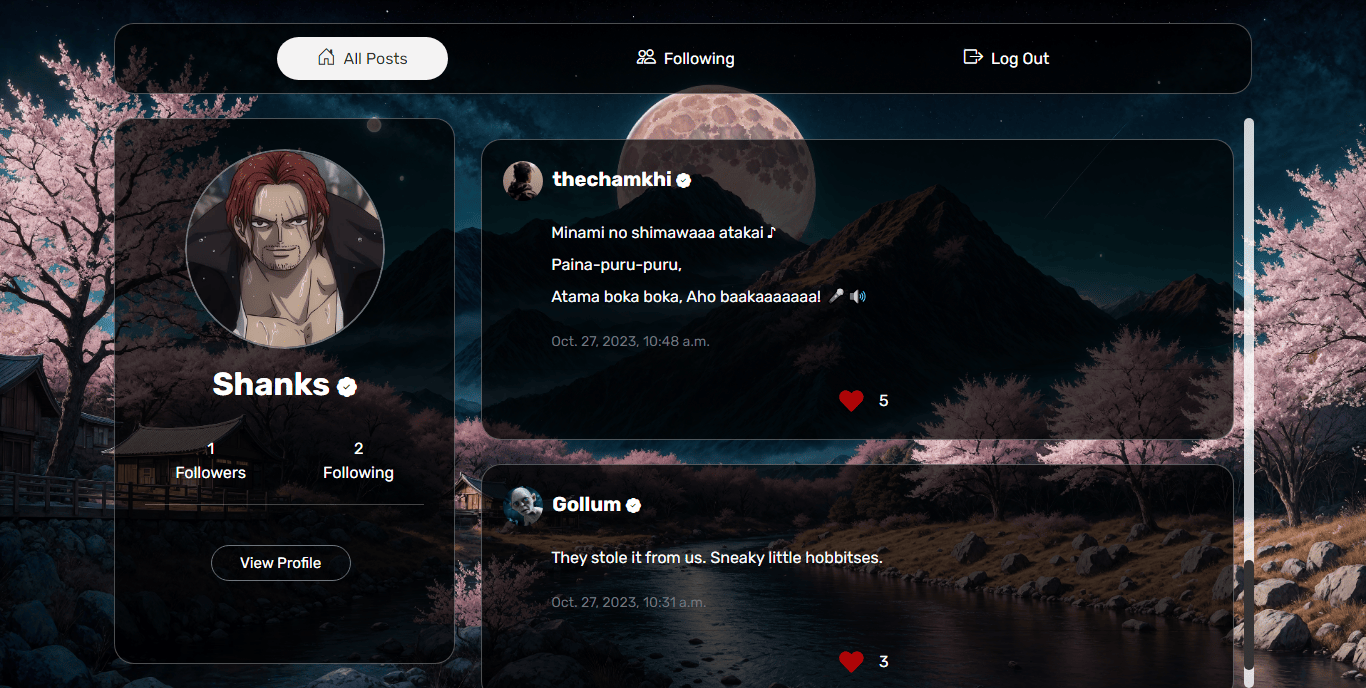 All Posts
Following
Log Out
Shanks
1
Followers
2
Following
View Profile
thechamkhi
Minami no shimawaaa atakai ♪
Paina-puru-puru,
Atama boka boka, Aho baakaaaaaaa! 🎤 🔊
Oct. 27, 2023, 10:48 a.m.
5
Gollum
They stole it from us. Sneaky little hobbitses.
Oct. 27, 2023, 10:31 a.m.
3